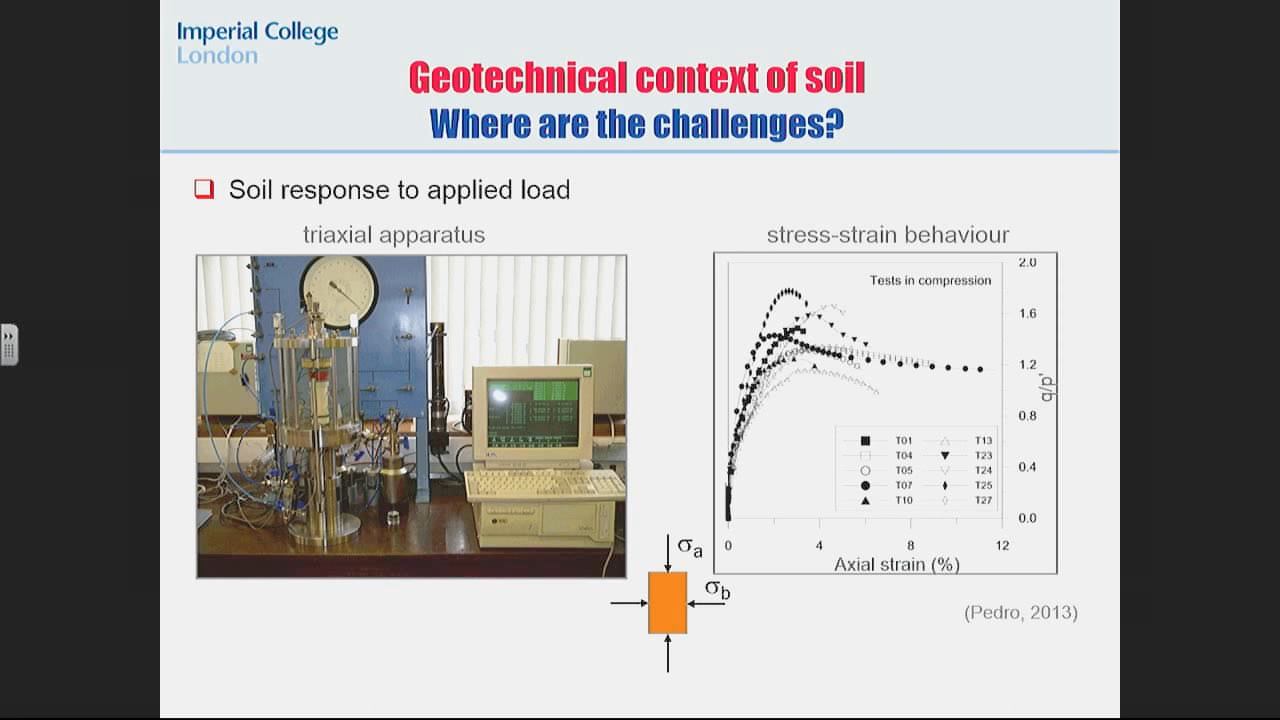 Imperial College
London
Geotechnical context of soil
Where are the challenges?
Soil response to applied load
triaxial apparatus
stress-strain behaviour
Tests in compression
2.0
1.6
1.2
0.8
0.4
0.0
q/p'
T01
T13
T04
T23
T05
T24
T07
T25
T10
T27
0
4
8
12
Axial strain (%)
σa
σb
(Pedro, 2013)